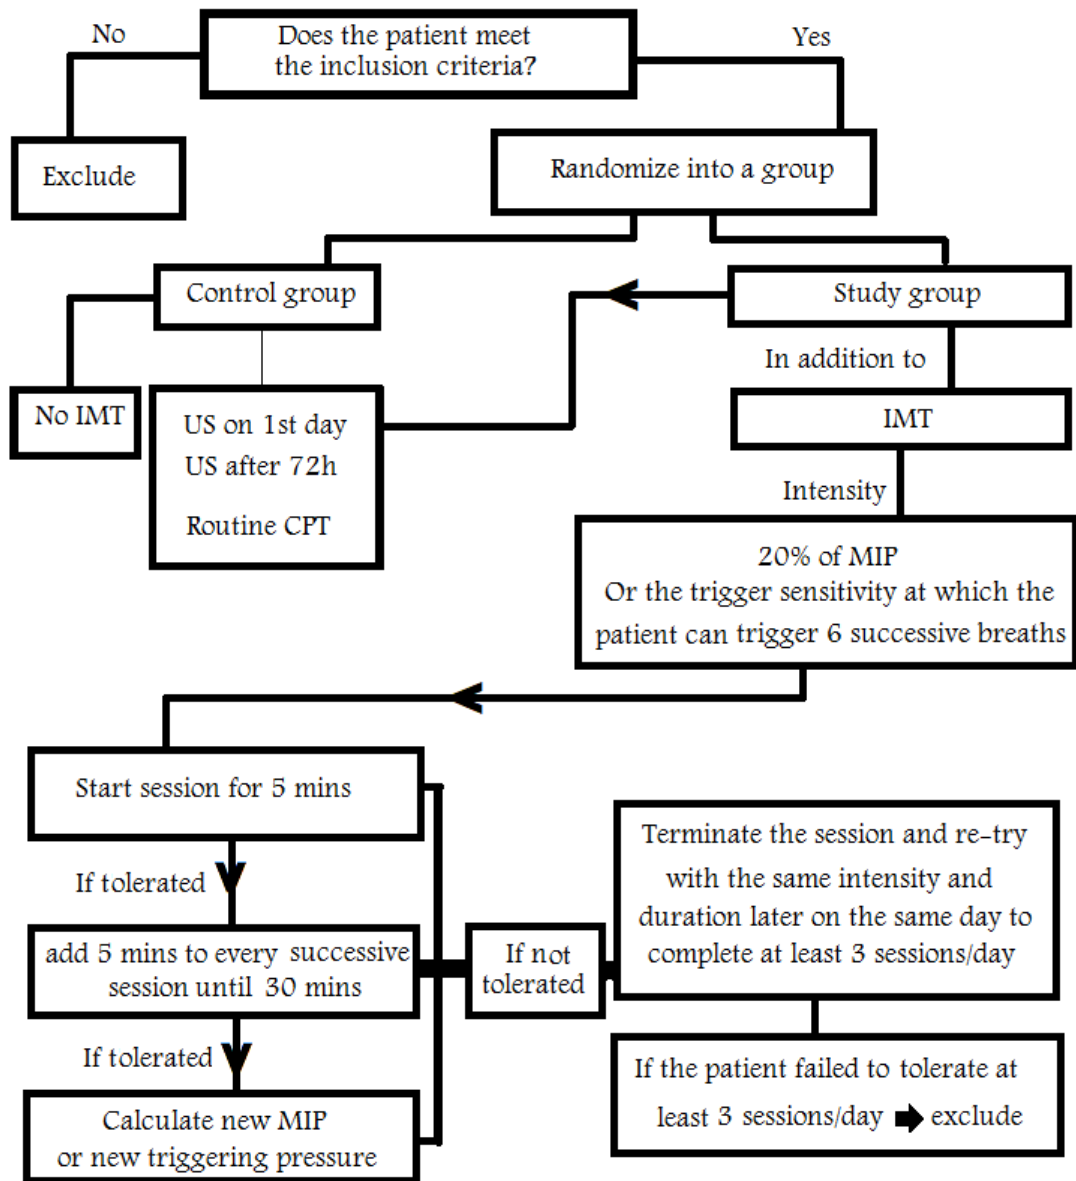 No
Does the patient meet
the inclusion criteria?
Yes
Exclude
Randomize into a group
Control group
Study group
In addition to
No IMT
US on 1st day
US after 72h
Routine CPT
IMT
Intensity
20% of MIP
Or the trigger sensitivity at which the
patient can trigger 6 successive breaths
Start session for 5 mins
If tolerated
add 5 mins to every successive
session until 30 mins
If tolerated
Calculate new MIP
or new triggering pressure
If not
tolerated
Terminate the session and re-try
with the same intensity and
duration later on the same day to
complete at least 3 sessions/day
If the patient failed to tolerate at
least 3 sessions/day ➡ exclude